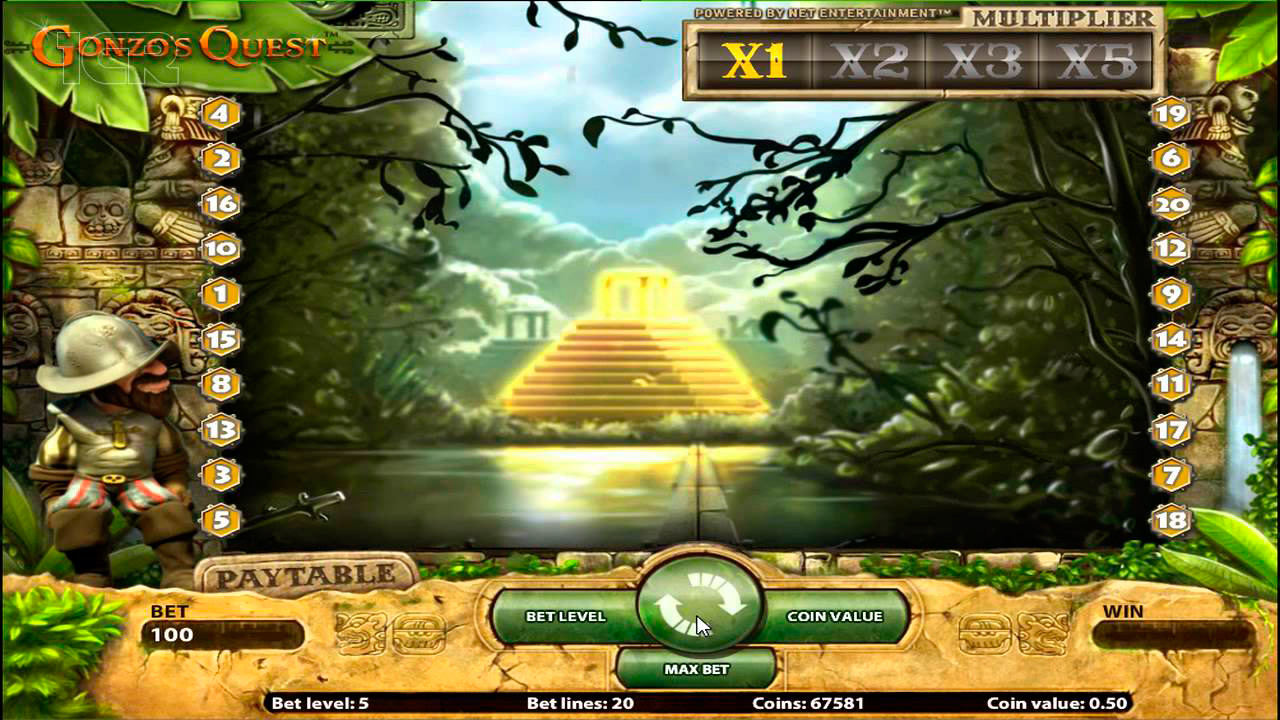 POWERED BY NET ENTERTAINMENT™ MULTIPLIER
GONZO'S QUEST™
X1 X2 X3 X5
4
2
16
10
1
15
8
13
3
5
19
6
20
12
9
14
11
17
7
18
PAYTABLE
BET
100
BET LEVEL
COIN VALUE
WIN
MAX BET
Bet level: 5 Bet lines: 20 Coins: 67581 Coin value: 0.50